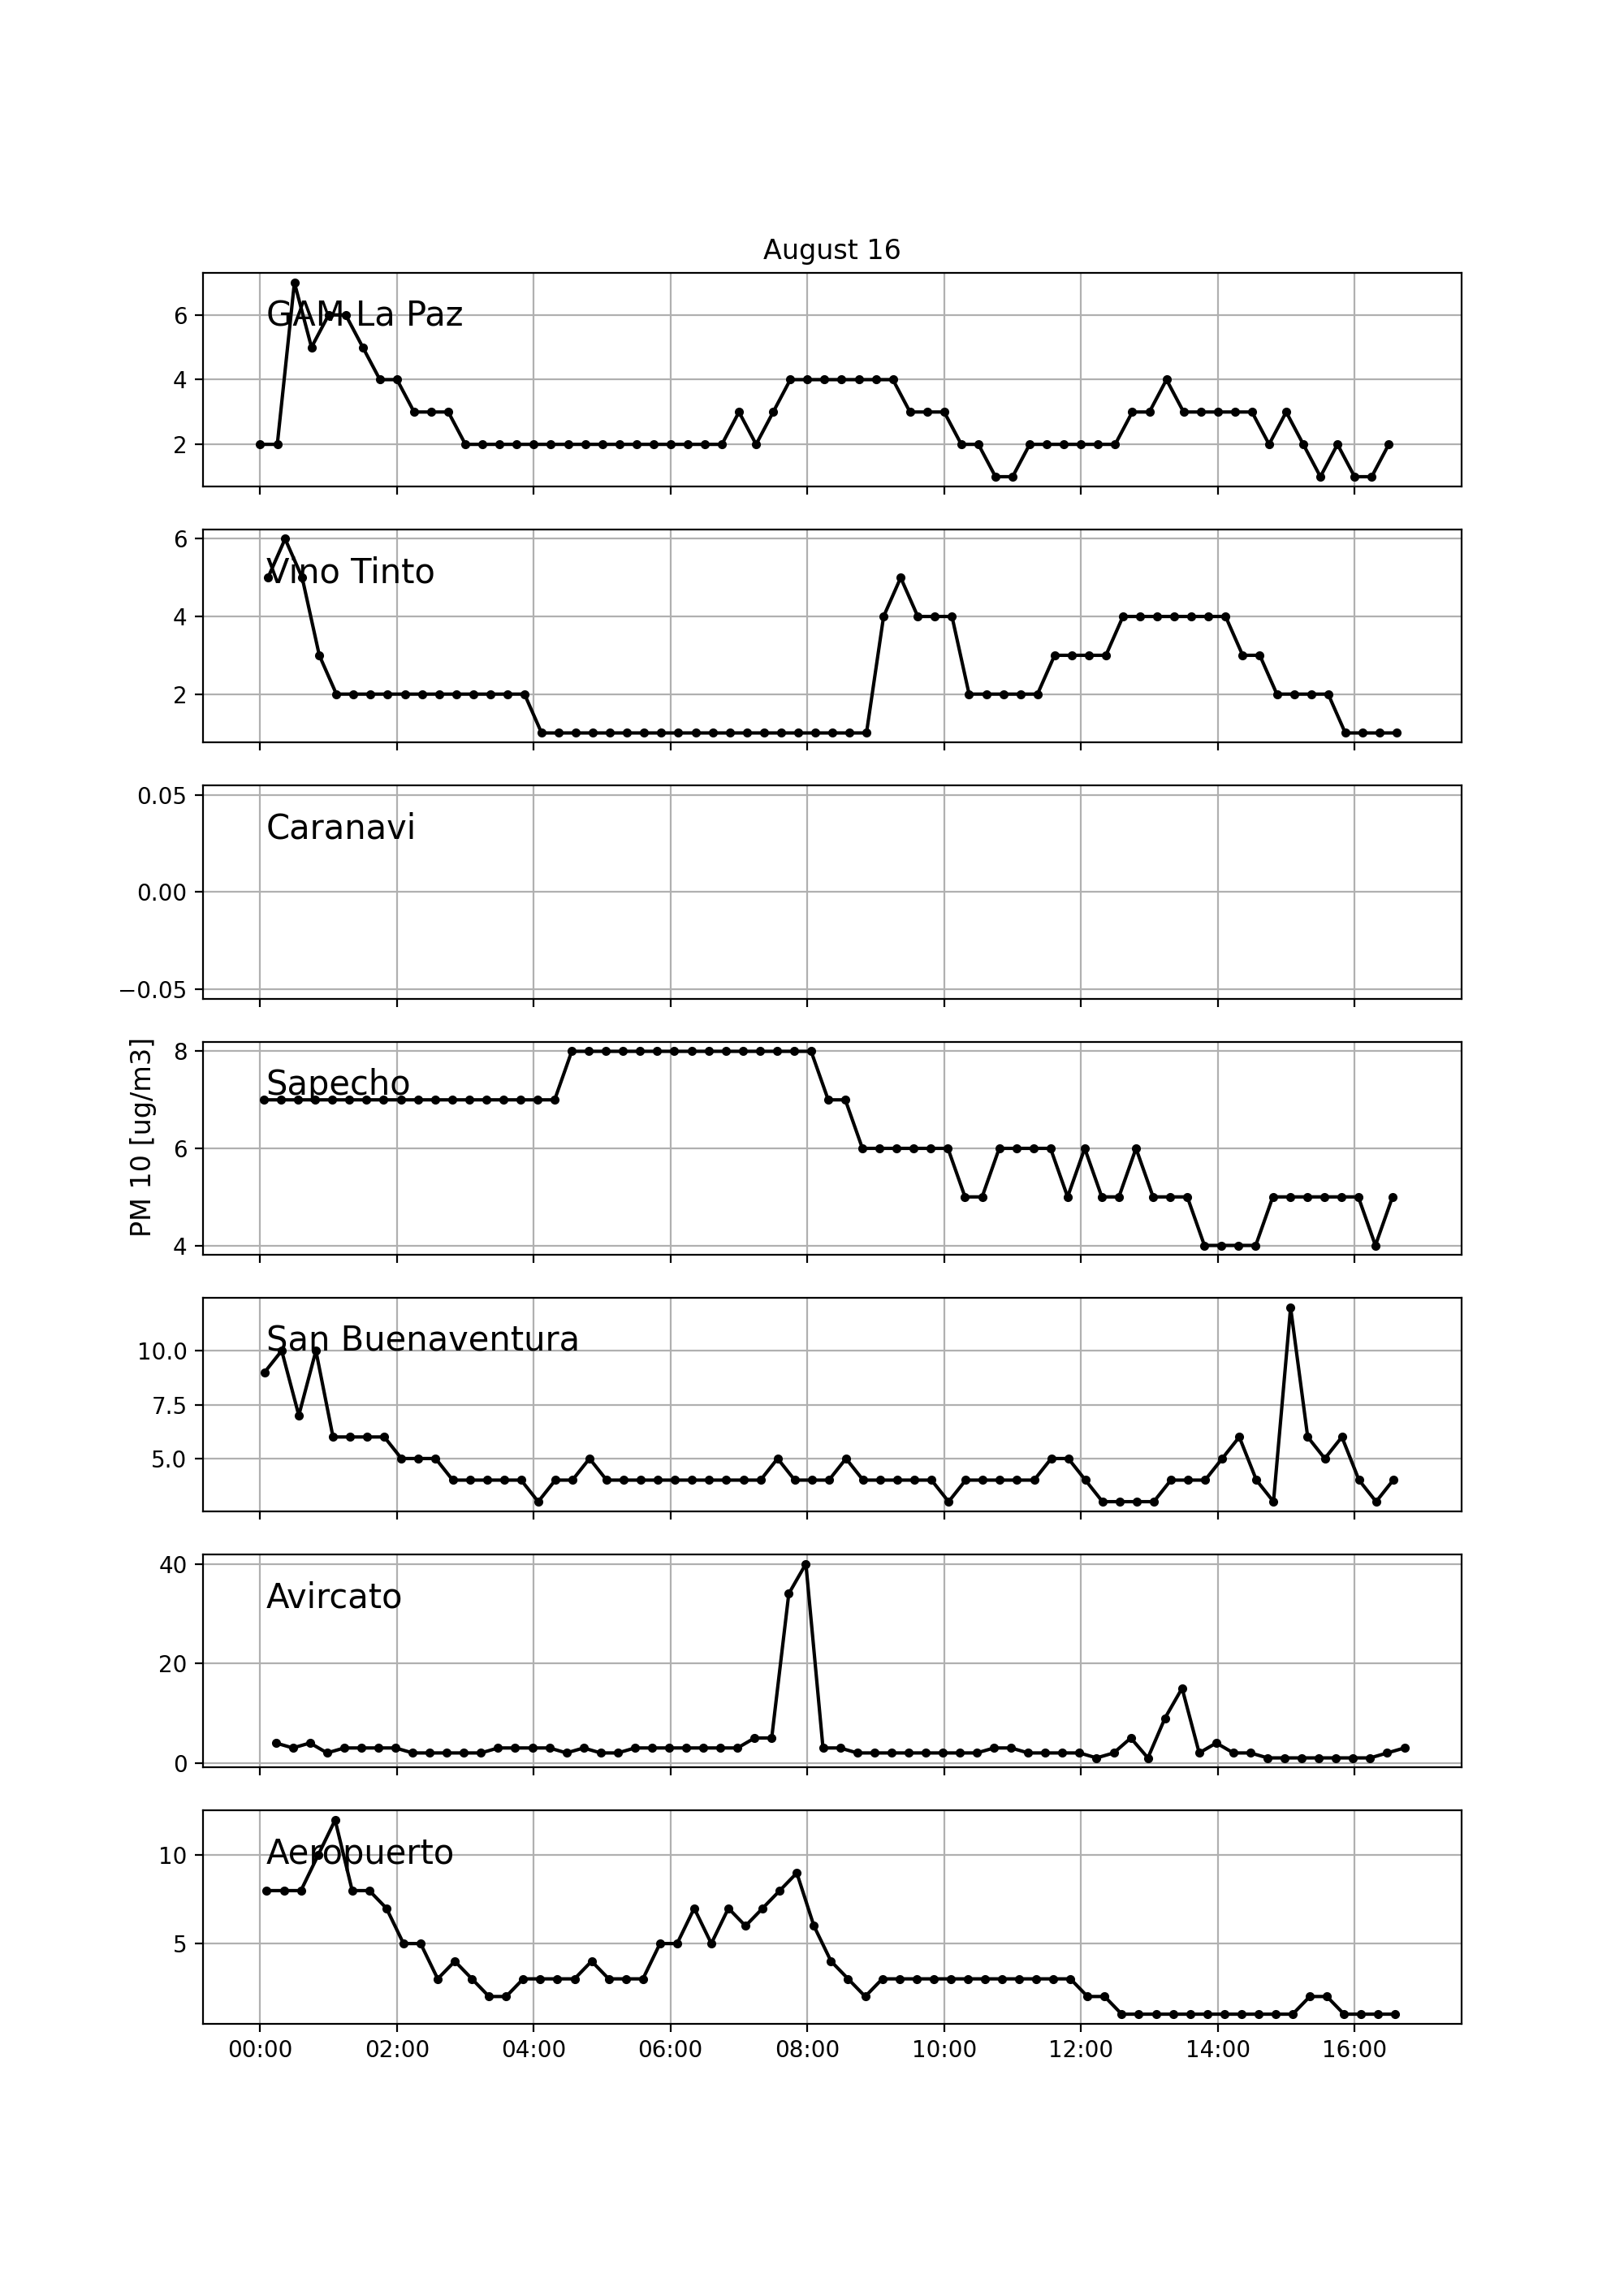 August 16
GAM La Paz
6
4
2
Vino Tinto
6
4
2
Caranavi
0.05
0.00
−0.05
PM 10 [ug/m3]
Sapecho
8
6
4
San Buenaventura
10.0
7.5
5.0
Avircato
40
20
0
Aeropuerto
10
5
00:00 02:00 04:00 06:00 08:00 10:00 12:00 14:00 16:00